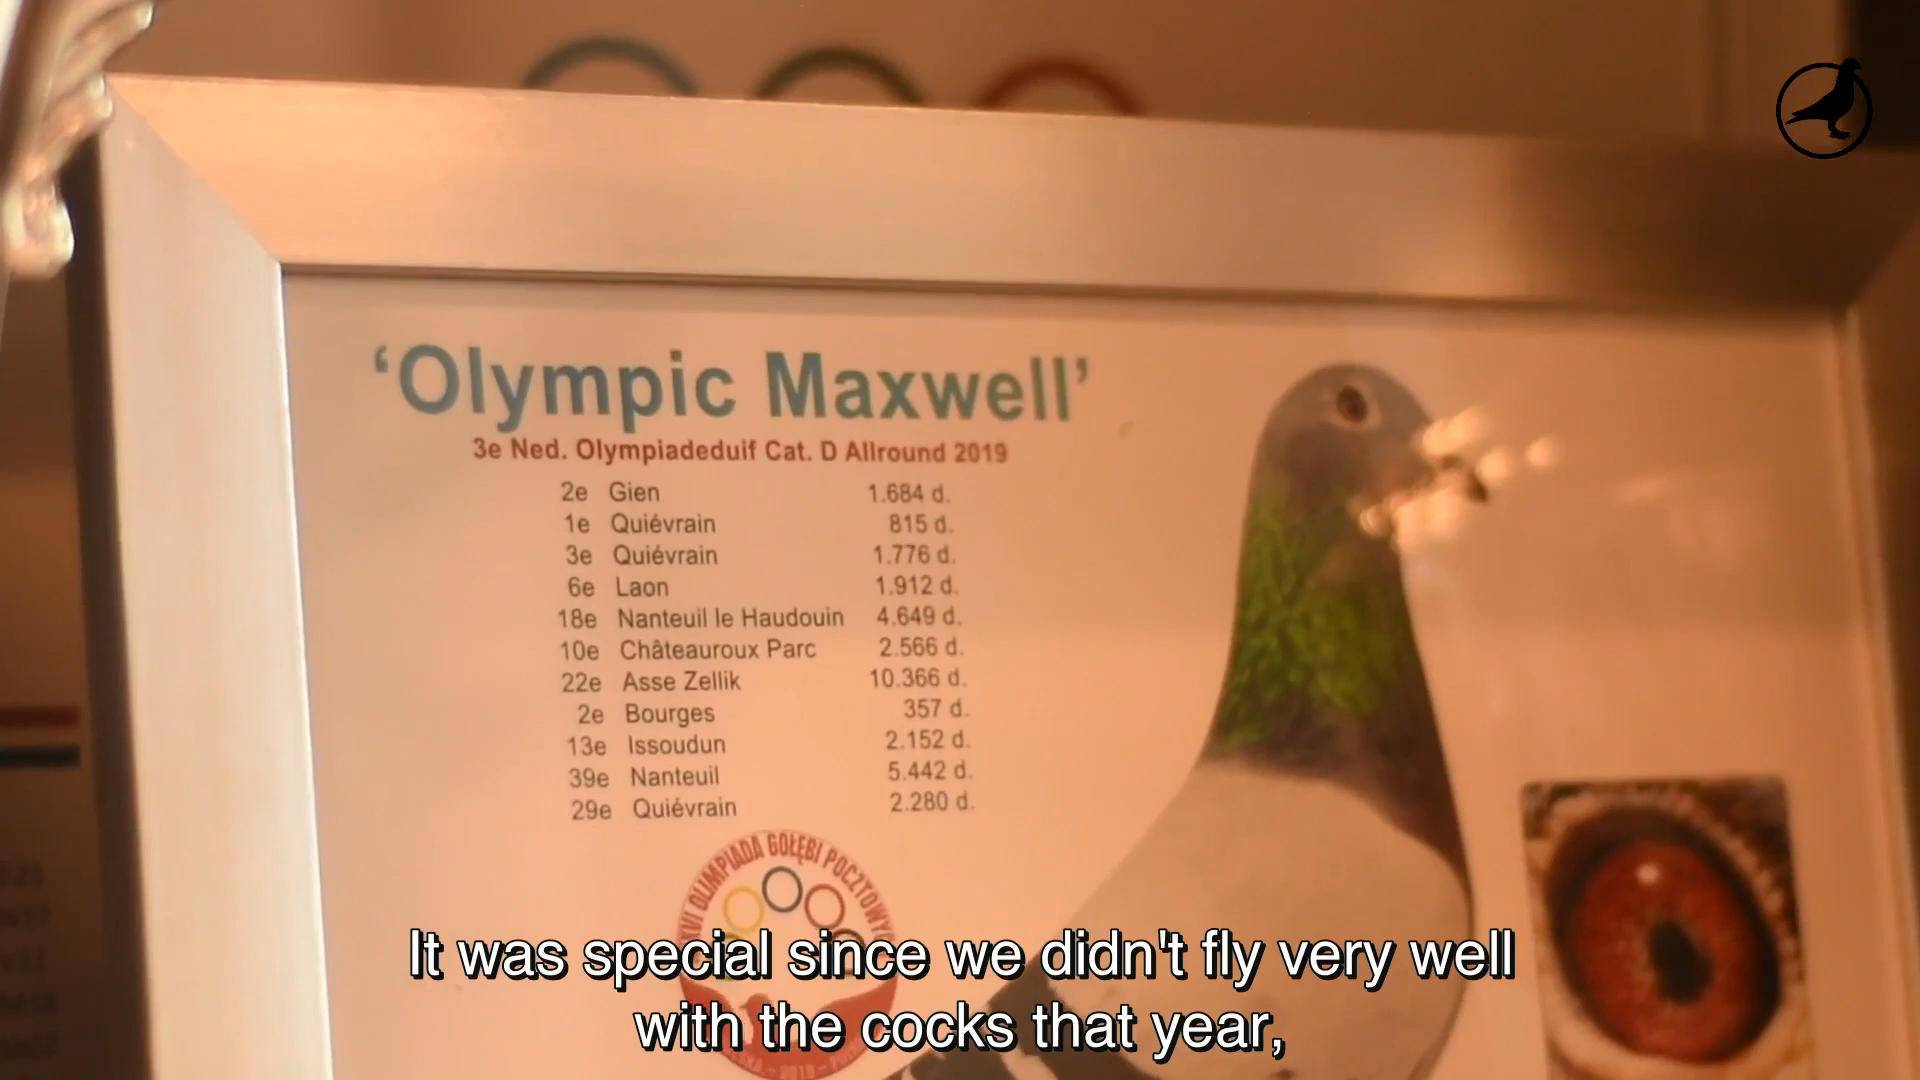 ‘Olympic Maxwell’
3e Ned. Olympiadeduif Cat. D Allround 2019
2e Gien 1.684 d.
1e Quiévrain 815 d.
3e Quiévrain 1.776 d.
6e Laon 1.912 d.
18e Nanteuil le Haudouin 4.649 d.
10e Châteauroux Parc 2.566 d.
22e Asse Zellik 10.366 d.
2e Bourges 357 d.
13e Issoudun 2.152 d.
39e Nanteuil 5.442 d.
29e Quiévrain 2.280 d.
OLIMPIADA GOŁĘBI
It was special since we didn't fly very well
with the cocks that year,
2019